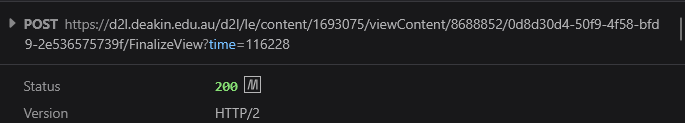 POST https://d2l.deakin.edu.au/d2l/le/content/1693075/viewContent/8688852/0d8d30d4-50f9-4f58-bfd
9-2e536575739f/FinalizeView?time=116228
Status 200 M
Version HTTP/2